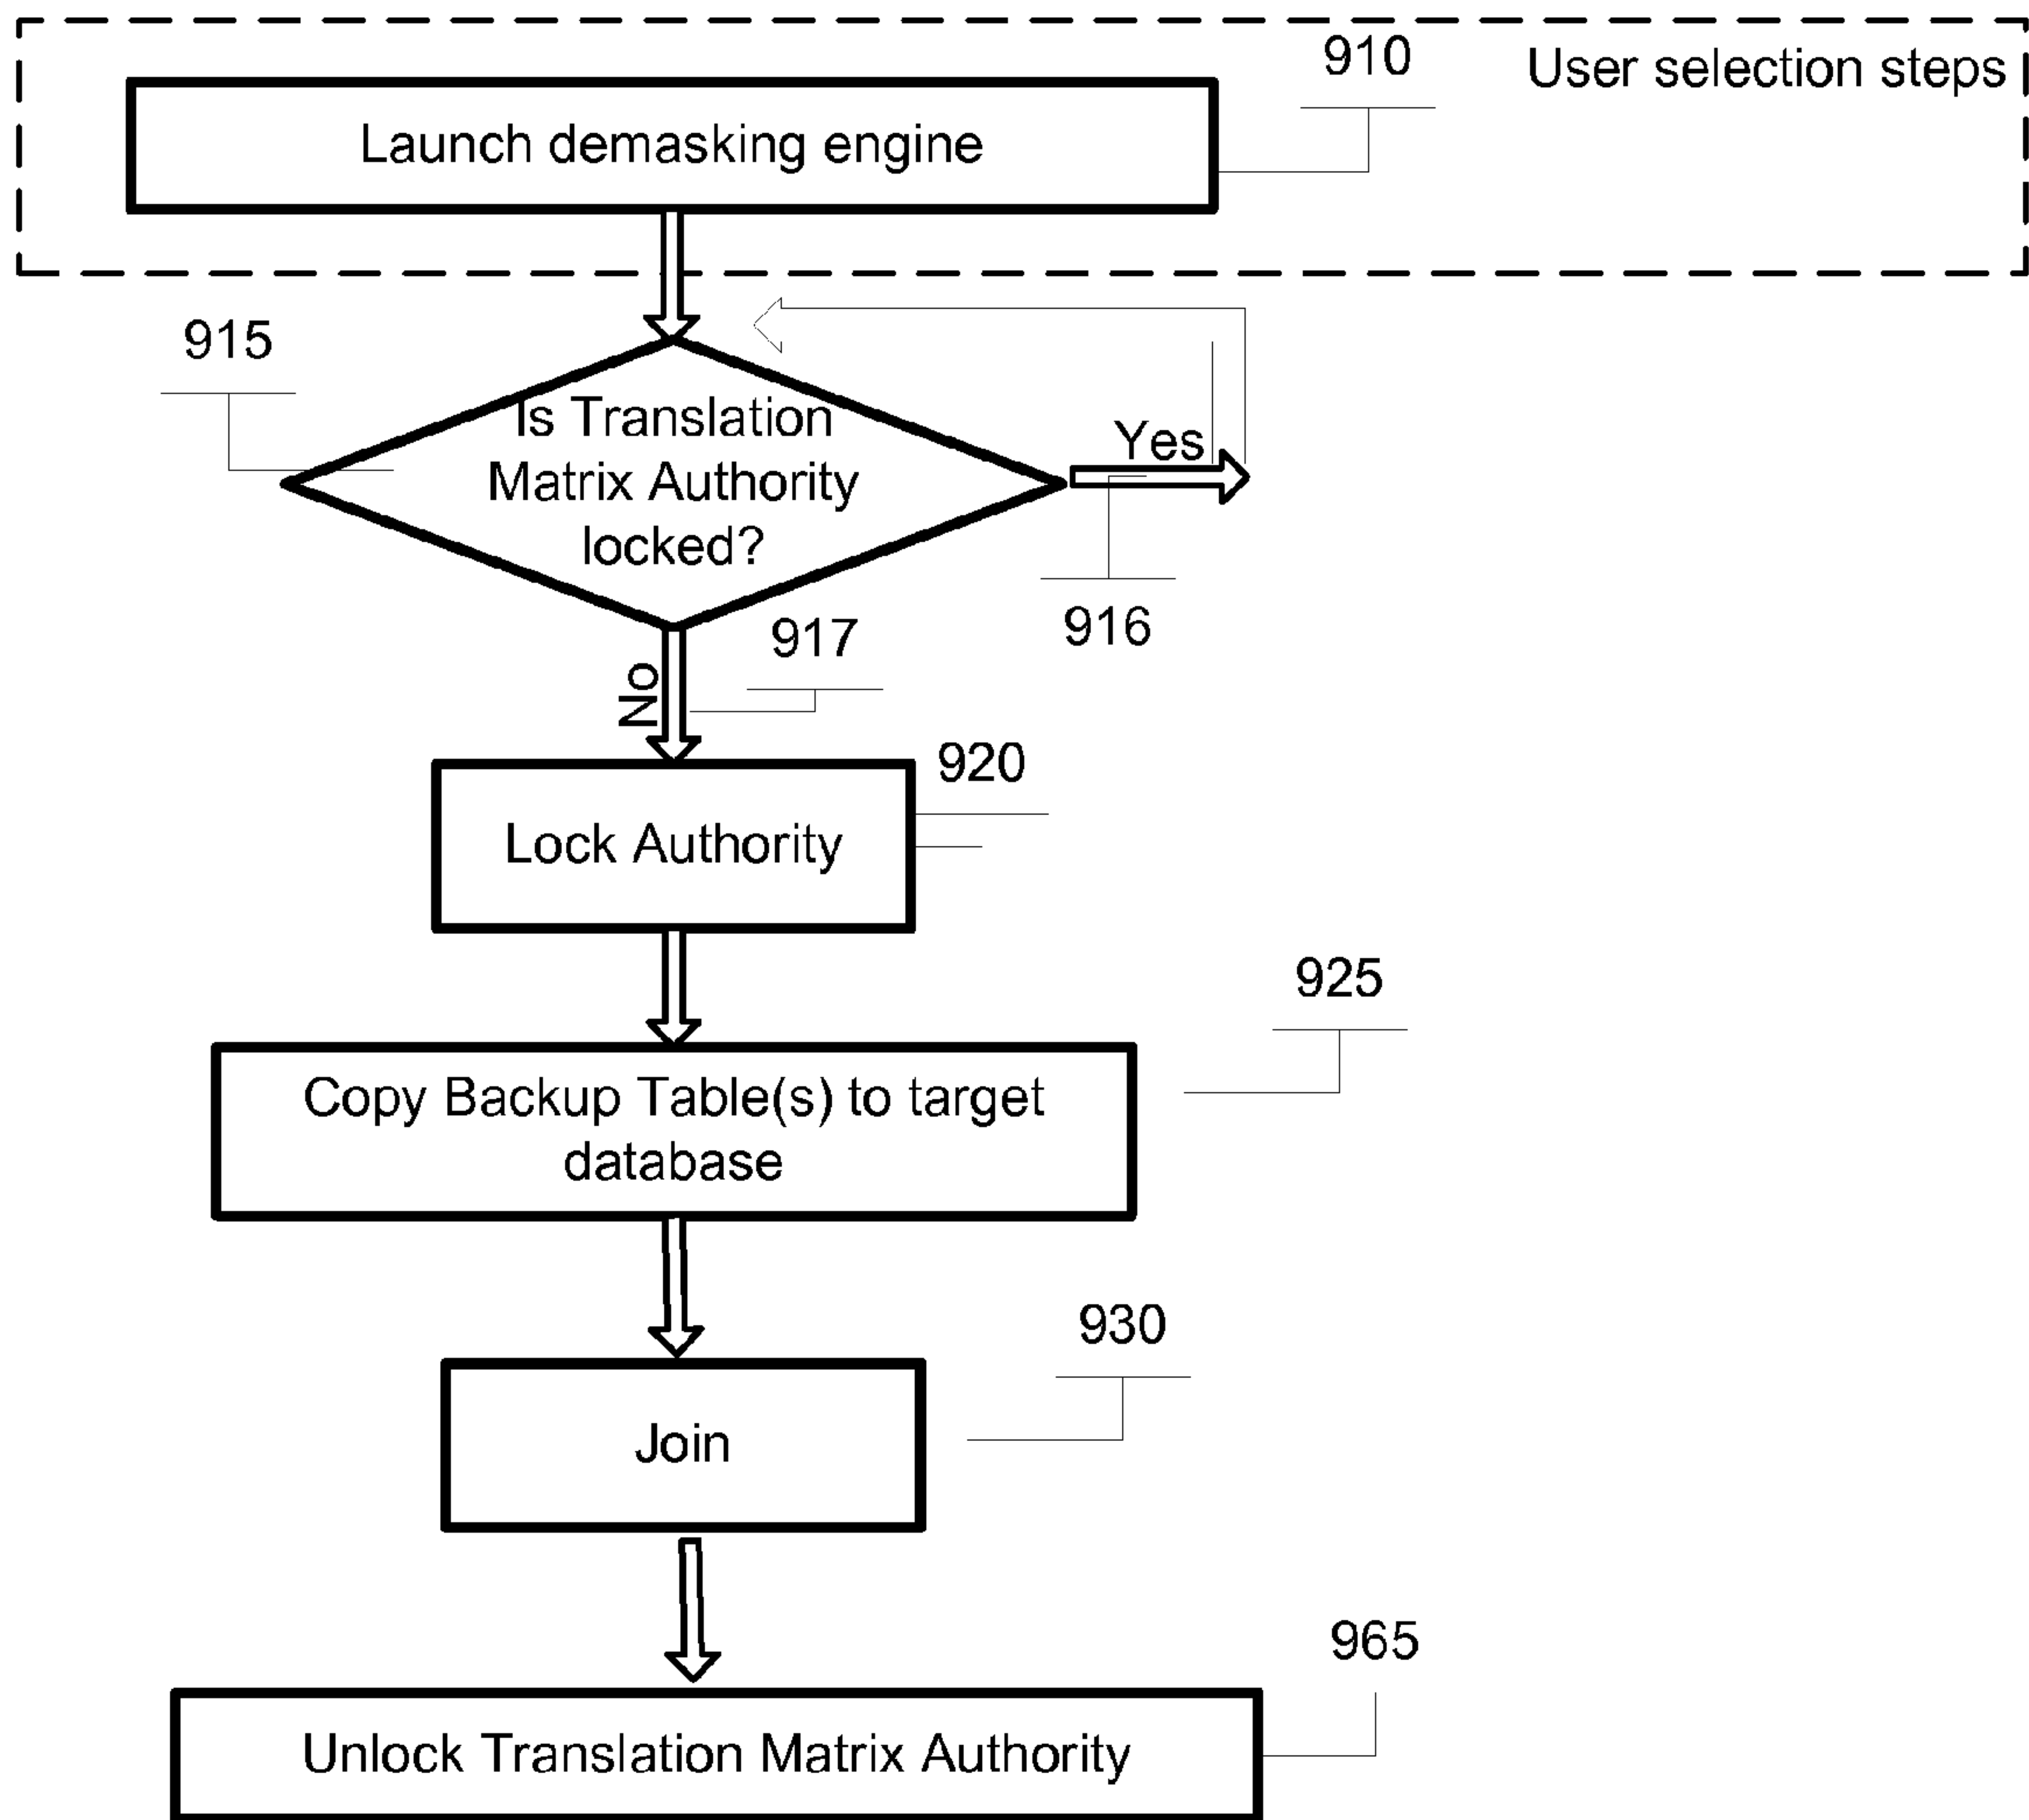 910
User selection steps
Launch demasking engine
915
Is Translation
Matrix Authority
locked?
Yes
916
917
No
920
Lock Authority
925
Copy Backup Table(s) to target
database
930
Join
965
Unlock Translation Matrix Authority